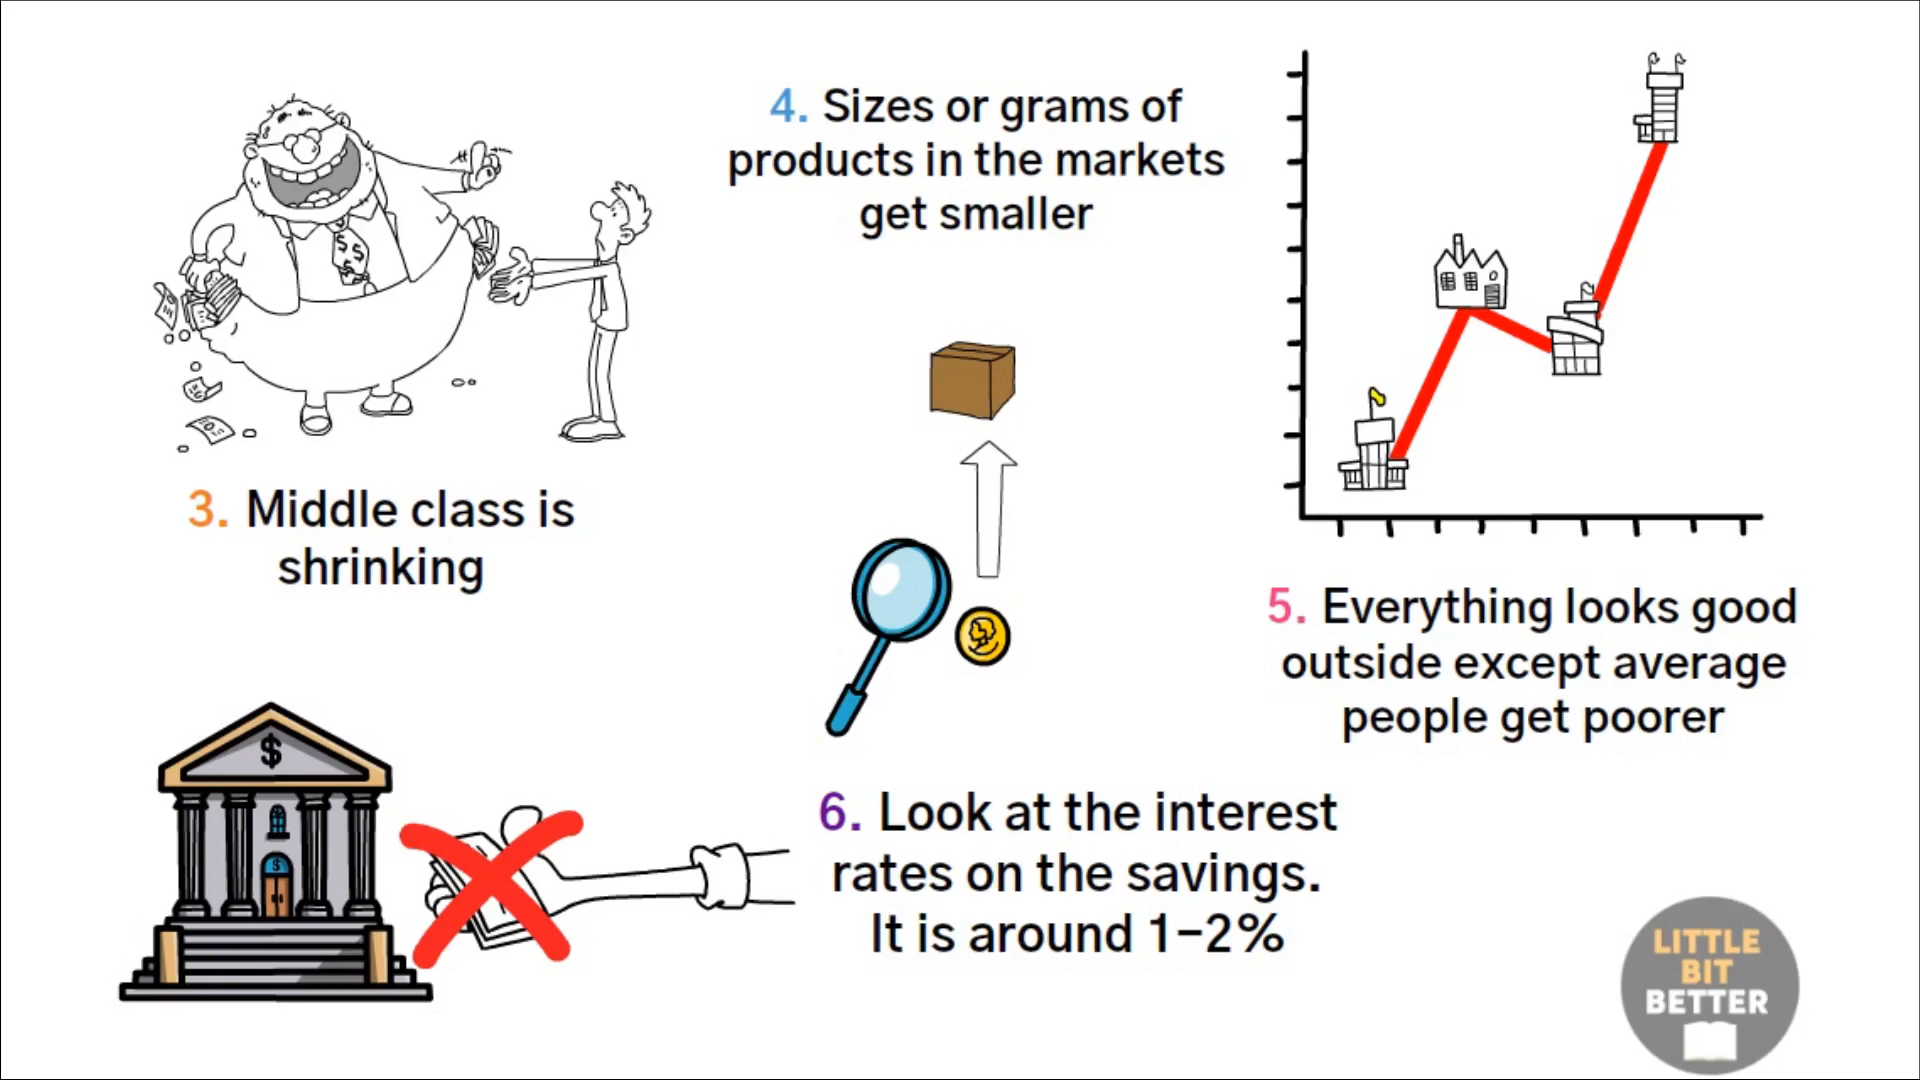 3. Middle class is
shrinking
4. Sizes or grams of
products in the markets
get smaller
5. Everything looks good
outside except average
people get poorer
$
$
6. Look at the interest
rates on the savings.
It is around 1-2%
$ $
$
LITTLE
BIT
BETTER